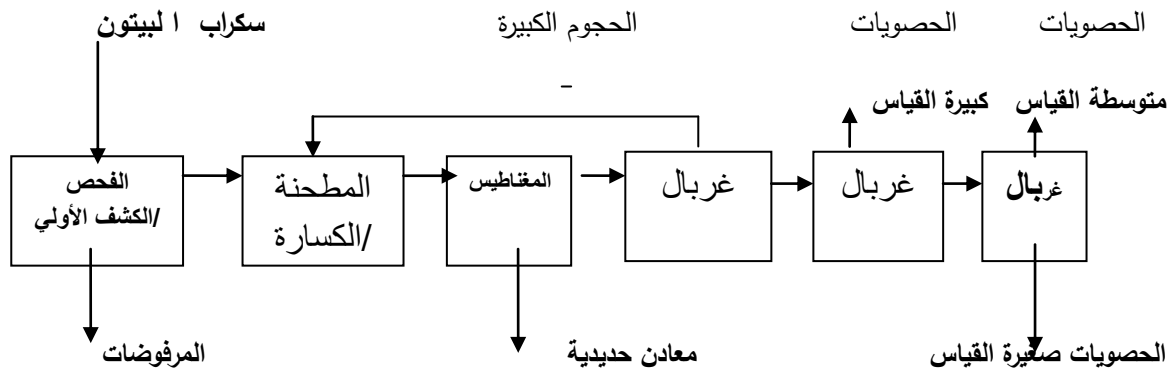 سكراب ا لبيتون
الحجوم الكبيرة
الحصويات
الحصويات
–
كبيرة القياس
متوسطة القياس
الفحص
/الكشف الأولي
المطحنة
/الكسارة
المغناطيس
غربال
غربال
غربال
المرفوضات
معادن حديدية
الحصويات صغيرة القياس